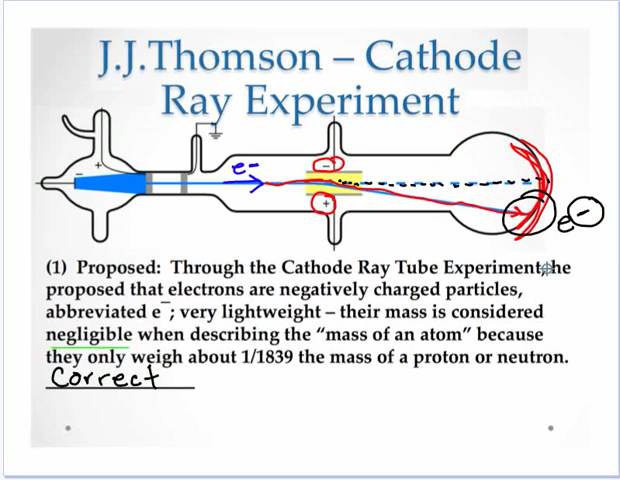 J.J.Thomson – Cathode
Ray Experiment
+
−
e-
−
+
e-
(1) Proposed: Through the Cathode Ray Tube Experiment, he
proposed that electrons are negatively charged particles,
abbreviated e⁻; very lightweight – their mass is considered
negligible when describing the “mass of an atom” because
they only weigh about 1/1839 the mass of a proton or neutron.
Correct